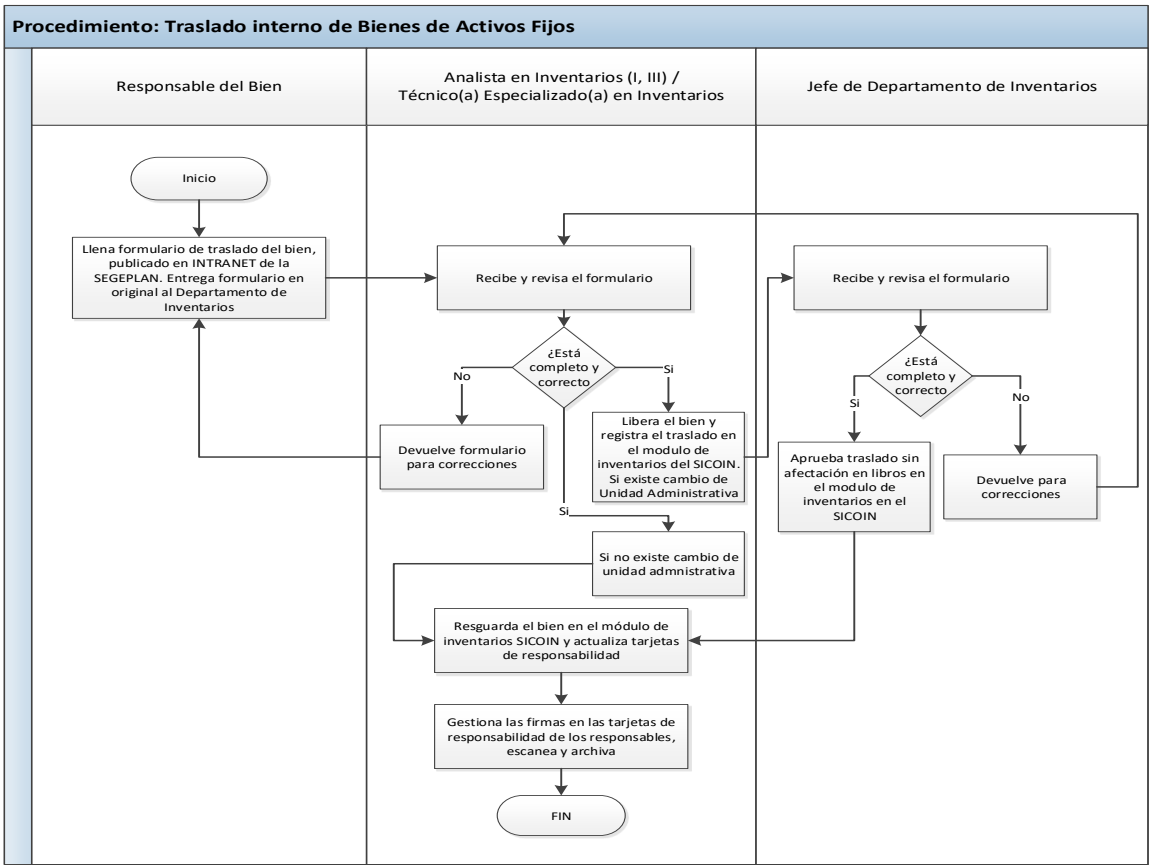 Procedimiento: Traslado interno de Bienes de Activos Fijos
Responsable del Bien
Analista en Inventarios (I, III) /
Técnico(a) Especializado(a) en Inventarios
Jefe de Departamento de Inventarios
Inicio
Llena formulario de traslado del bien,
publicado en INTRANET de la
SEGEPLAN. Entrega formulario en
original al Departamento de
Inventarios
Recibe y revisa el formulario
Recibe y revisa el formulario
¿Está
completo y
correcto
No
Si
Si
Devuelve formulario
para correcciones
Libera el bien y
registra el traslado en
el modulo de
inventarios del SICOIN.
Si existe cambio de
Unidad Administrativa
¿Está
completo y
correcto
Si
No
Aprueba traslado sin
afectación en libros en
el modulo de
inventarios en el
SICOIN
Devuelve para
correcciones
Si no existe cambio de
unidad admnistrativa
Resguarda el bien en el módulo de
inventarios SICOIN y actualiza tarjetas
de responsabilidad
Gestiona las firmas en las tarjetas de
responsabilidad de los responsables,
escanea y archiva
FIN